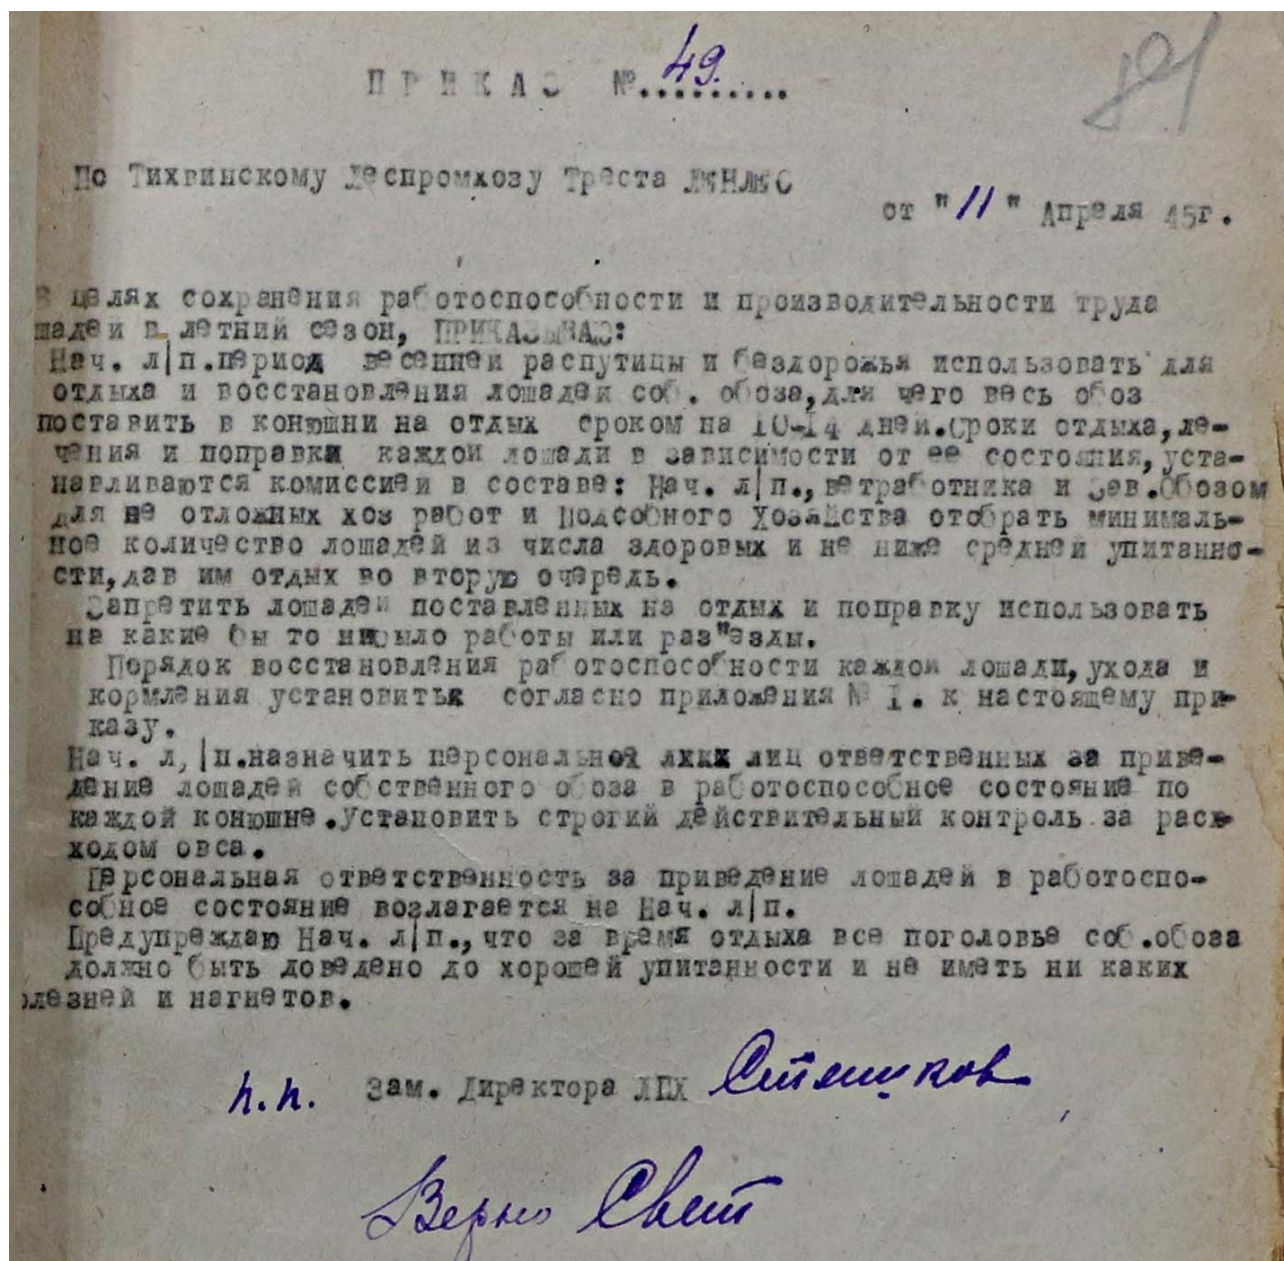 81
ПРИКАЗ №.49........
По Тихвинскому Леспромхозу Треста ЛЕНЛЕС
от "11" Апреля 45г.
В целях сохранения работоспособности и производительности труда
шадей в летний сезон, ПРИКАЗЫВАЮ:
Нач. л/п.период весенней распутицы и бездорожья использовать для
отдыха и восстановления лошадей соб. обоза,для чего весь обоз
поставить в конюшни на отдых сроком на 10-14 дней.Сроки отдыха,ле-
чения и поправки каждой лошади в зависимости от ее состояния,уста-
навливаются комиссией в составе: Нач. л/п.,ветработника и Зав.Обозом
для не отложных хоз работ и Подсобного Хозяйства отобрать минималь-
ное количество лошадей из числа здоровых и не ниже средней упитанно-
сти,дав им отдых во вторую очередь.
Запретить лошадей поставленных на отдых и поправку использовать
на какие бы то нибыло работы или раз"езды.
Порядок восстановления работоспособности каждой лошади,ухода и
кормления установить согласно приложения № I. к настоящему при-
казу.
Нач. л,/п.назначить персональной лиц ответственных за приве-
дение лошадей собственного обоза в работоспособное состояние по
каждой конюшне.Установить строгий действительный контроль за рас-
ходом овса.
Персональная ответственность за приведение лошадей в работоспо-
собное состояние возлагается на Нач. л/п.
Предупреждаю Нач. л/п.,что за время отдыха все поголовье соб.обоза
должно быть доведено до хорошей упитанности и не иметь ни каких
олезней и нагнетов.
п.п. Зам. Директора ЛПХ
Верно Свет